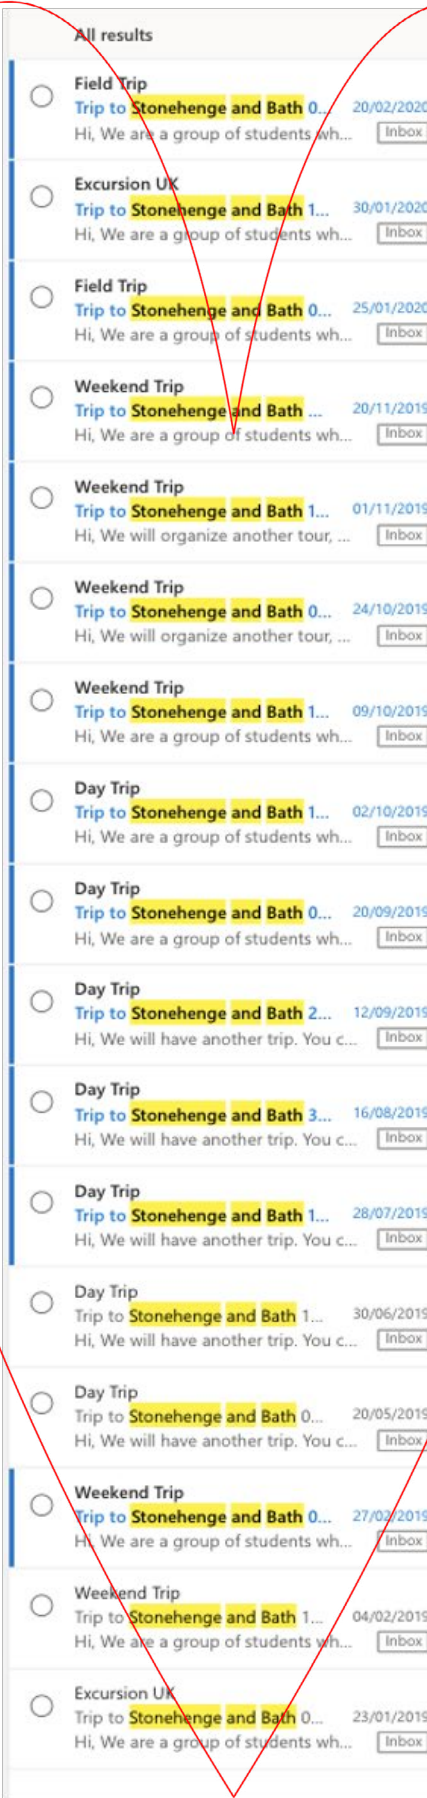 All results
Field Trip
Trip to Stonehenge and Bath 0... 20/02/2020
Hi, We are a group of students wh... Inbox
Excursion UK
Trip to Stonehenge and Bath 1... 30/01/2020
Hi, We are a group of students wh... Inbox
Field Trip
Trip to Stonehenge and Bath 0... 25/01/2020
Hi, We are a group of students wh... Inbox
Weekend Trip
Trip to Stonehenge and Bath ... 20/11/2019
Hi, We are a group of students wh... Inbox
Weekend Trip
Trip to Stonehenge and Bath 1... 01/11/2019
Hi, We will organize another tour, ... Inbox
Weekend Trip
Trip to Stonehenge and Bath 0... 24/10/2019
Hi, We will organize another tour, ... Inbox
Weekend Trip
Trip to Stonehenge and Bath 1... 09/10/2019
Hi, We are a group of students wh... Inbox
Day Trip
Trip to Stonehenge and Bath 1... 02/10/2019
Hi, We are a group of students wh... Inbox
Day Trip
Trip to Stonehenge and Bath 0... 20/09/2019
Hi, We are a group of students wh... Inbox
Day Trip
Trip to Stonehenge and Bath 2... 12/09/2019
Hi, We will have another trip. You c... Inbox
Day Trip
Trip to Stonehenge and Bath 3... 16/08/2019
Hi, We will have another trip. You c... Inbox
Day Trip
Trip to Stonehenge and Bath 1... 28/07/2019
Hi, We will have another trip. You c... Inbox
Day Trip
Trip to Stonehenge and Bath 1... 30/06/2019
Hi, We will have another trip. You c... Inbox
Day Trip
Trip to Stonehenge and Bath 0... 20/05/2019
Hi, We will have another trip. You c... Inbox
Weekend Trip
Trip to Stonehenge and Bath 0... 27/02/2019
Hi, We are a group of students wh... Inbox
Weekend Trip
Trip to Stonehenge and Bath 1... 04/02/2019
Hi, We are a group of students wh... Inbox
Excursion UK
Trip to Stonehenge and Bath 0... 23/01/2019
Hi, We are a group of students wh... Inbox